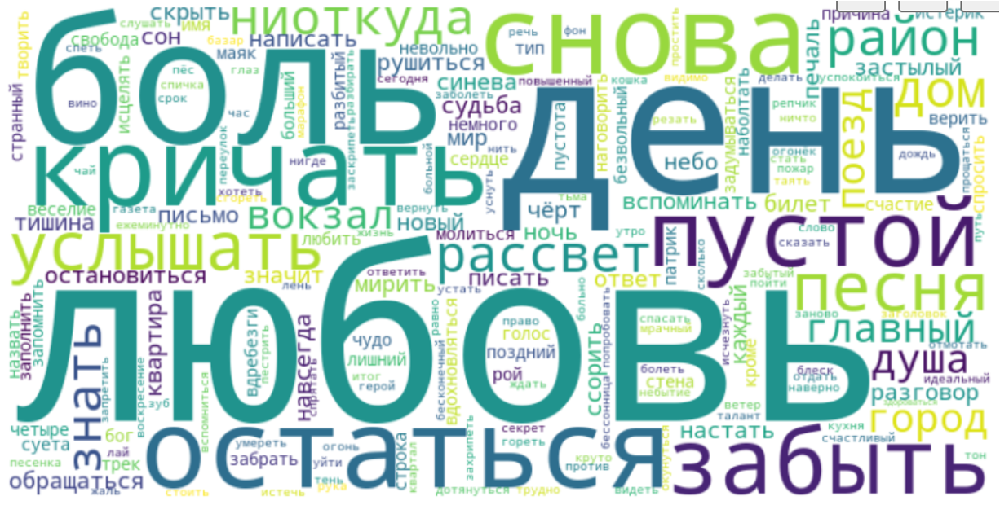 скрыть
ниоткуда
снова
причина
истерик
творить
слушать
имя
свобода
сон
базар
написать
речь
фон
простить
район
спеть
маяк
глаз
невольно
тип
печаль
застылый
боль
пёс
рушиться
сегодня
синева
повышенный
кошка
видимо
делать
успокоиться
дом
спичка
срок
вино
час
исцелять
больший
марафон
разбитый
разбирать
заболеть
судьба
немного
мир
нить
пустота
наговорить
безвольный
резать
задумываться
наболтать
репчик
ничто
поезд
верить
странный
переулок
заскрипеть
больной
сердце
день
небо
огонёк
стать
пожар
таять
дождь
прощаться
спросить
чай
кричать
нигде
хотеть
сгореть
уснуть
тьма
чёрт
вспоминать
билет
счастие
веселие
газета
тишина
ежеминутно
письмо
вокзал
вернуть
новый
молиться
ночь
утро
пустой
слово
сказать
путь
услышать
любить
жизнь
рассвет
патрик
сколько
остановиться
значит
лень
ответить
мирить
устать
писать
больно
ответ
забытый
пойти
песня
назвать
заполнить
запомнить
квартира
вдребезги
пестрить
навсегда
спрятать
любовь
чудо
лишний
итог
герой
равно
бесконечный
вдохновляться
право
голос
поздний
рой
ждать
ссорить
бессонница
попробовать
спасать
мрачный
болеть
стена
небытие
исчезнуть
каждый
кроме
заново
заголовок
главный
отмотать
блеск
отдать
наверно
душа
идеальный
разговор
здороваться
знать
запретить
воскресение
зуб
вспомниться
ветер
талант
город
четыре
суета
бог
лай
песенка
трек
обращаться
жаль
остаться
умереть
забрать
огонь
уйти
тень
рука
строка
квартал
захрипеть
секрет
гореть
круто
против
окунуться
настать
кухня
счастливый
забыть
тон
стоить
истечь
дотянуться
трудно
видеть